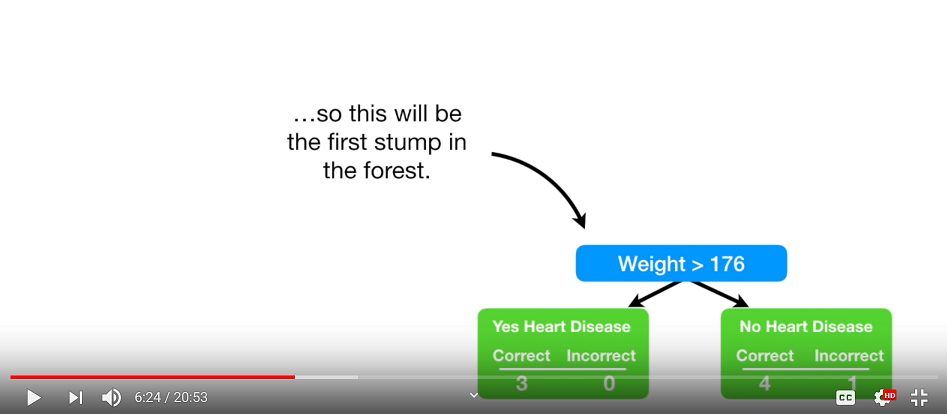 …so this will be
the first stump in
the forest.
Weight > 176
Yes Heart Disease
Correct Incorrect
3 0
No Heart Disease
Correct Incorrect
4 1
6:24 / 20:53
CC
HD